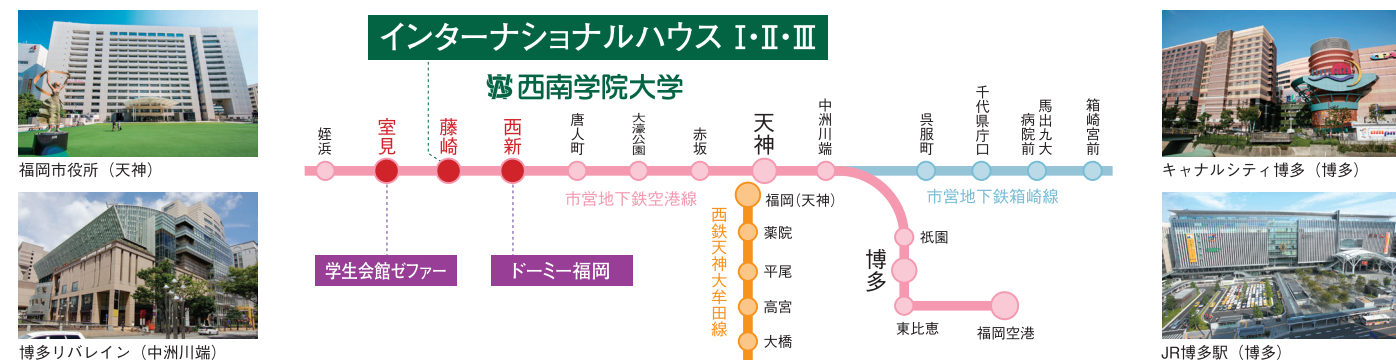 インターナショナルハウス Ⅰ・Ⅱ・Ⅲ
西南学院大学
姪浜
室見
藤崎
西新
唐人町
大濠公園
赤坂
天神
中洲川端
呉服町
千代県庁口
馬出九大
病院前
箱崎宮前
市営地下鉄空港線
市営地下鉄箱崎線
福岡(天神)
薬院
平尾
高宮
大橋
西鉄天神大牟田線
祇園
博多
東比恵
福岡空港
学生会館ゼファー
ドーミー福岡
福岡市役所(天神)
博多リバレイン(中洲川端)
キャナルシティ博多(博多)
JR博多駅(博多)